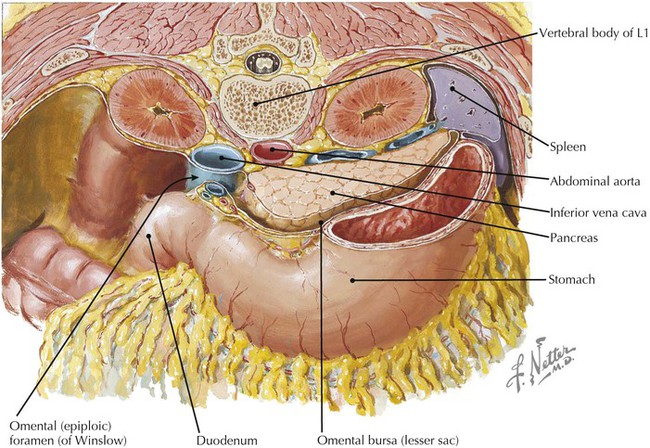 Vertebral body of L1
Spleen
Abdominal aorta
Inferior vena cava
Pancreas
Stomach
F. Netter
M.D.
Omental (epiploic)
foramen (of Winslow)
Duodenum
Omental bursa (lesser sac)